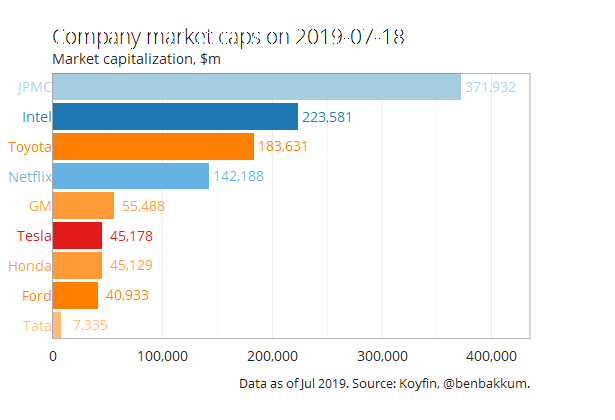 Company market caps on 2019-07-18
Market capitalization, $m
JPMC 371,932
Intel 223,581
Toyota 183,631
Netflix 142,188
GM 55,488
Tesla 45,178
Honda 45,129
Ford 40,933
Tata 7,335
0 100,000 200,000 300,000 400,000
Data as of Jul 2019. Source: Koyfin, @benbakkum.